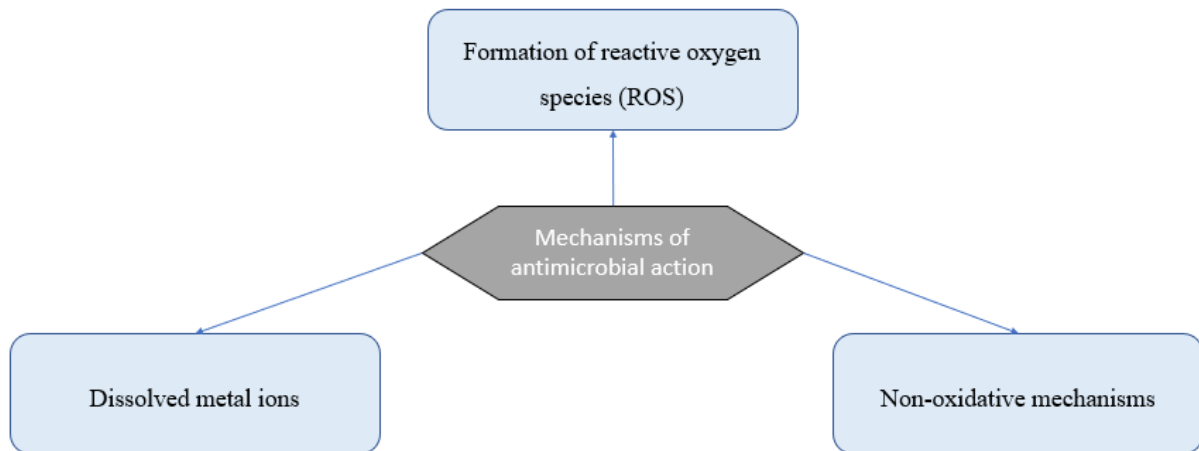 Formation of reactive oxygen
species (ROS)
Mechanisms of
antimicrobial action
Dissolved metal ions
Non-oxidative mechanisms